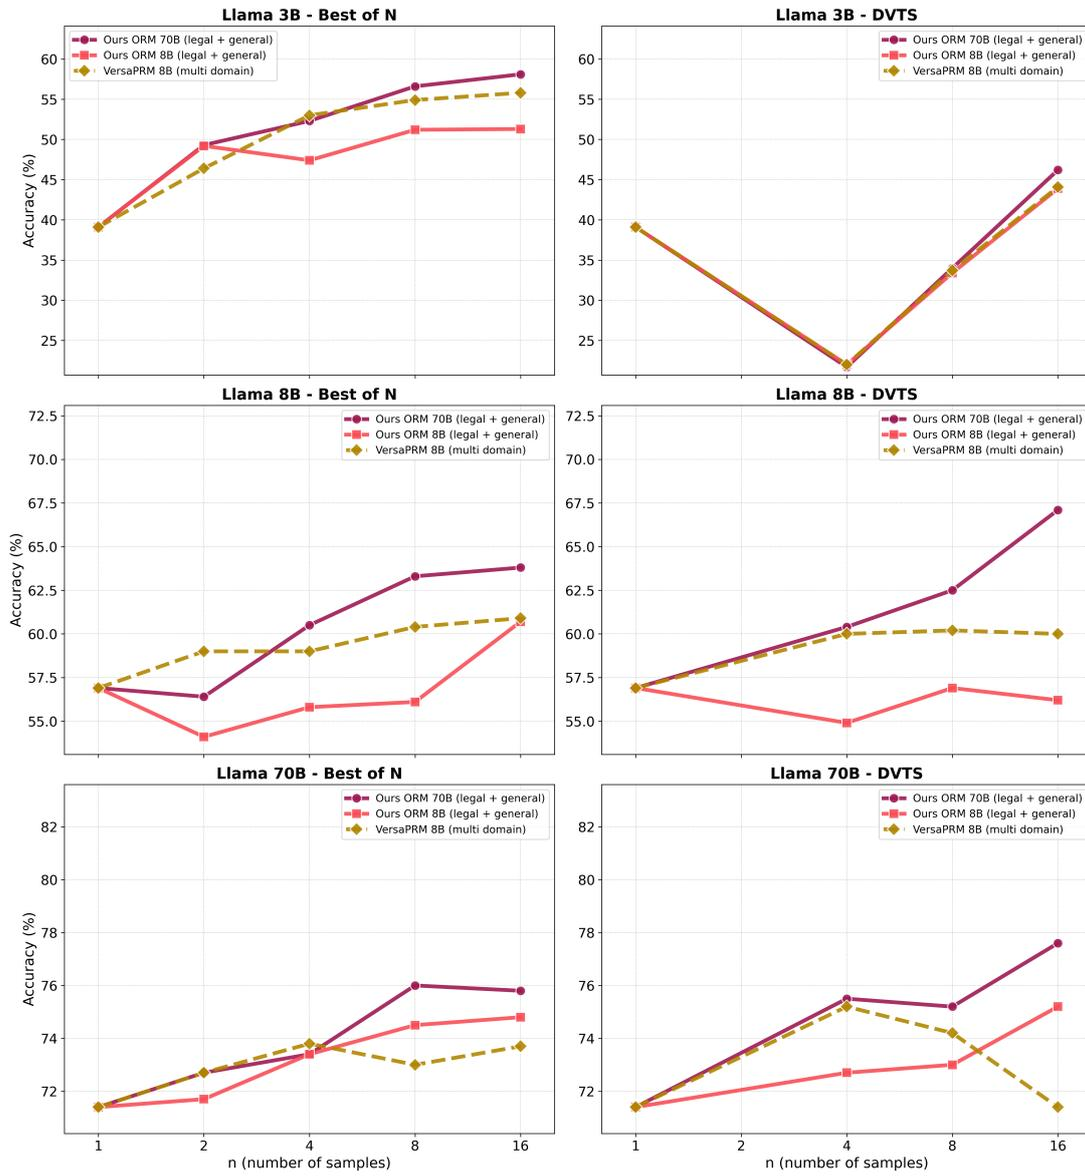 Llama 3B - Best of N
Ours ORM 70B (legal + general)
Ours ORM 8B (legal + general)
VersaPRM 8B (multi domain)
Accuracy (%)
60
55
50
45
40
35
30
25
Llama 3B - DVTS
Ours ORM 70B (legal + general)
Ours ORM 8B (legal + general)
VersaPRM 8B (multi domain)
60
55
50
45
40
35
30
25
Llama 8B - Best of N
Ours ORM 70B (legal + general)
Ours ORM 8B (legal + general)
VersaPRM 8B (multi domain)
Accuracy (%)
72.5
70.0
67.5
65.0
62.5
60.0
57.5
55.0
Llama 8B - DVTS
Ours ORM 70B (legal + general)
Ours ORM 8B (legal + general)
VersaPRM 8B (multi domain)
72.5
70.0
67.5
65.0
62.5
60.0
57.5
55.0
Llama 70B - Best of N
Ours ORM 70B (legal + general)
Ours ORM 8B (legal + general)
VersaPRM 8B (multi domain)
Accuracy (%)
82
80
78
76
74
72
1 2 4 8 16
n (number of samples)
Llama 70B - DVTS
Ours ORM 70B (legal + general)
Ours ORM 8B (legal + general)
VersaPRM 8B (multi domain)
82
80
78
76
74
72
1 2 4 8 16
n (number of samples)